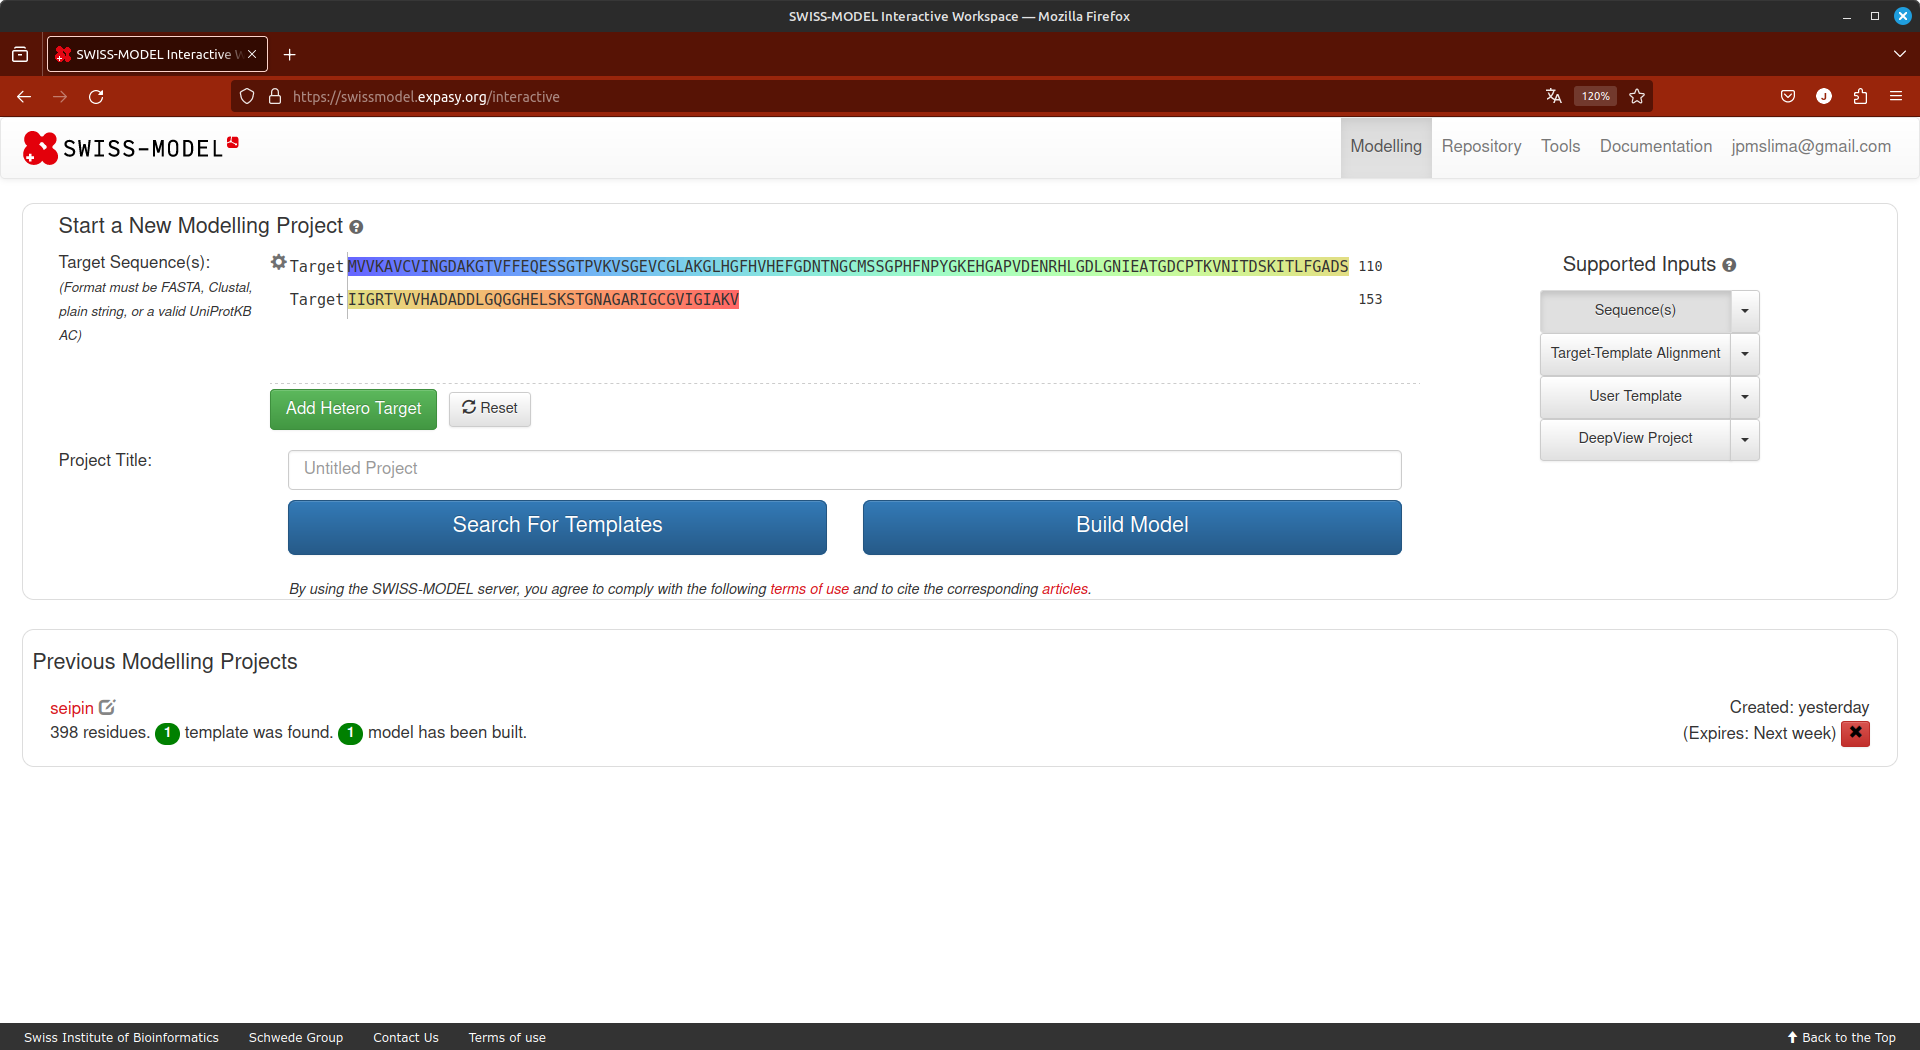 SWISS-MODEL Interactive Workspace — Mozilla Firefox
SWISS-MODEL Interactive W
https://swissmodel.expasy.org/interactive
120%
J
SWISS-MODEL
Modelling
Repository
Tools
Documentation
jpmslima@gmail.com
Start a New Modelling Project
Target Sequence(s):
(Format must be FASTA, Clustal,
plain string, or a valid UniProtKB
AC)
Target MVVKAVCVINGDAKGTVFFEQESSGTPVKVSGEVCGLAKGLHGFHVHEFGDNTNGCMSSGPHFNPYGKEHGAPVDENRHLGDLGNIEATGDCPTKVNITDSKITLFGADS 110
Target IIGRTVVVHADADDLGQGGHELSKSTGNAGARIGCGVIGIAKV 153
Add Hetero Target
Reset
Project Title:
Untitled Project
Search For Templates
Build Model
By using the SWISS-MODEL server, you agree to comply with the following terms of use and to cite the corresponding articles.
Supported Inputs
Sequence(s)
Target-Template Alignment
User Template
DeepView Project
Previous Modelling Projects
seipin
398 residues. 1 template was found. 1 model has been built.
Created: yesterday
(Expires: Next week)
Swiss Institute of Bioinformatics
Schwede Group
Contact Us
Terms of use
Back to the Top